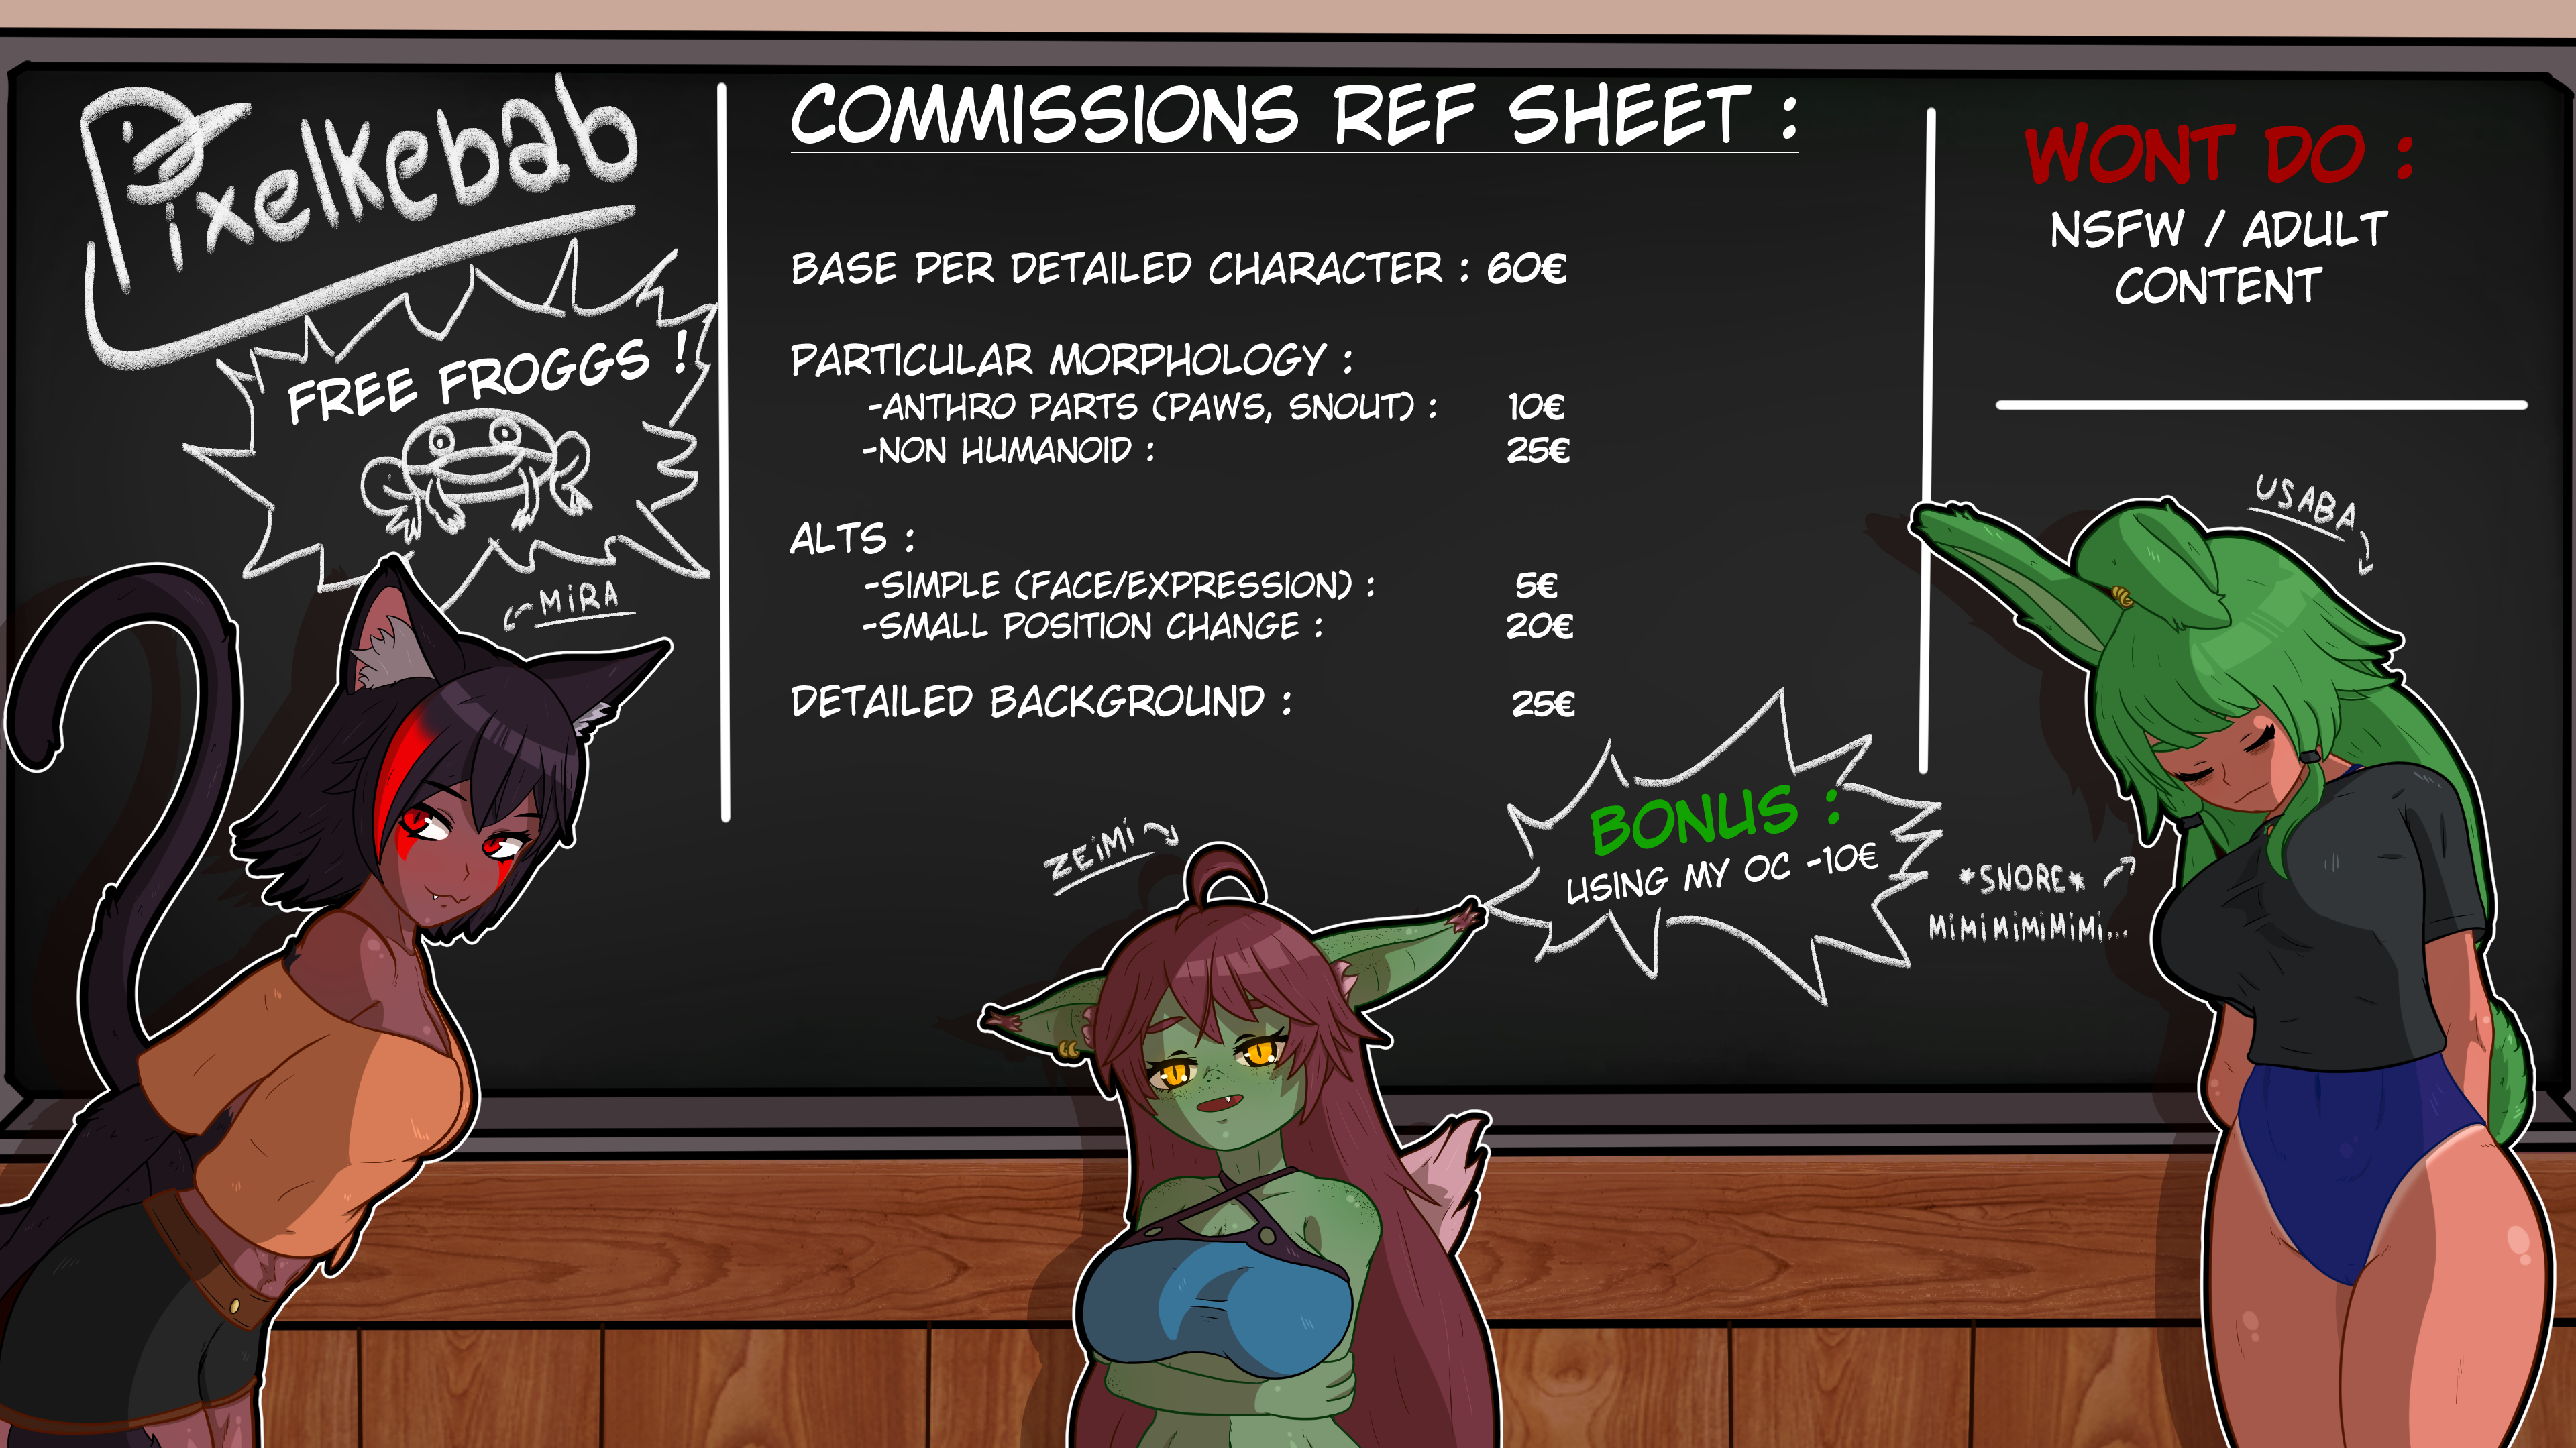 Pixelkebab
FREE FROGGS !
MiRA
COMMISSIONS REF SHEET :
BASE PER DETAILED CHARACTER : 60€
PARTICULAR MORPHOLOGY :
-ANTHRO PARTS (PAWS, SNOUT) : 10€
-NON HUMANOID : 25€
ALTS :
-SIMPLE (FACE/EXPRESSION) : 5€
-SMALL POSITION CHANGE : 20€
DETAILED BACKGROUND : 25€
ZEiMi
BONUS :
USING MY OC -10€
WONT DO :
NSFW / ADULT
CONTENT
USABA
*SNORE*
MiMiMiMiMiMi...